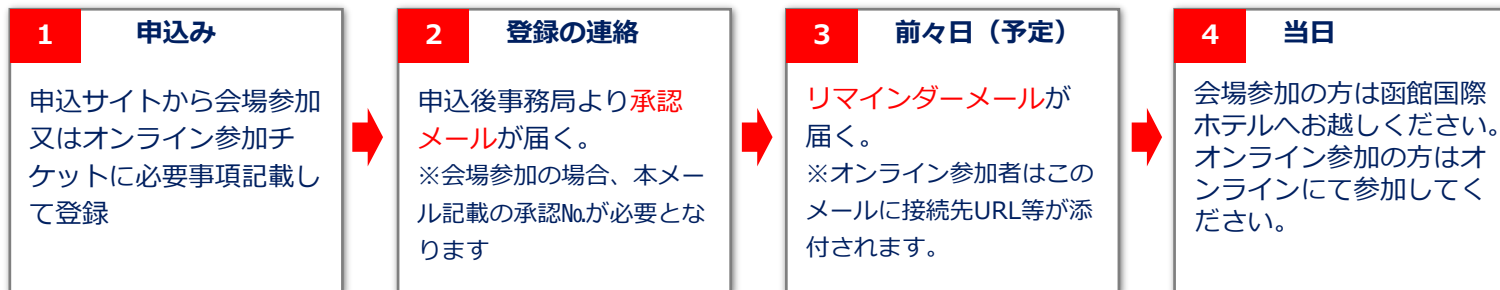 1 申込み
申込サイトから会場参加
又はオンライン参加チ
ケットに必要事項記載し
て登録
2 登録の連絡
申込後事務局より承認
メールが届く。
※会場参加の場合、本メー
ル記載の承認№が必要とな
ります
3 前々日（予定）
リマインダーメールが
届く。
※オンライン参加者はこの
メールに接続先URL等が添
付されます。
4 当日
会場参加の方は函館国際
ホテルへお越しください。
オンライン参加の方はオ
ンラインにて参加してく
ださい。